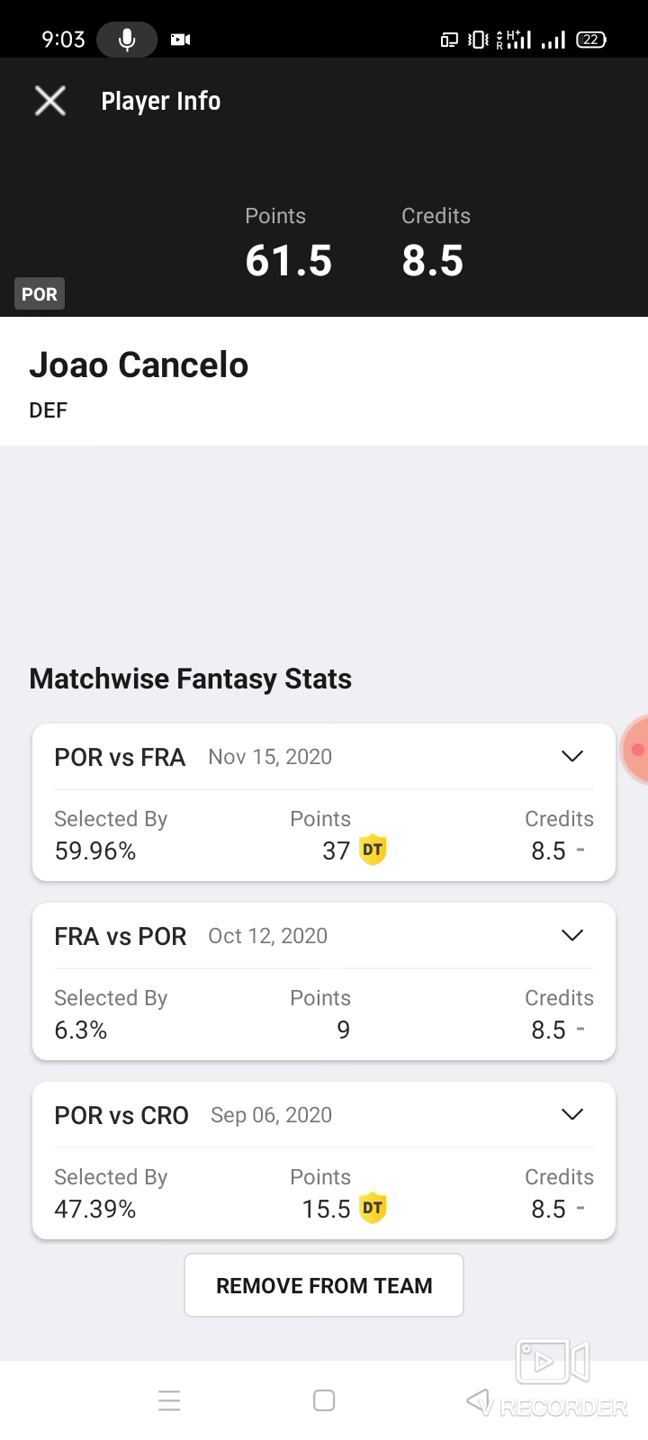 9:03
R H+ 22
Player Info
Points Credits
61.5 8.5
POR
Joao Cancelo
DEF
Matchwise Fantasy Stats
POR vs FRA Nov 15, 2020
Selected By Points Credits
59.96% 37 DT 8.5 -
FRA vs POR Oct 12, 2020
Selected By Points Credits
6.3% 9 8.5 -
POR vs CRO Sep 06, 2020
Selected By Points Credits
47.39% 15.5 DT 8.5 -
REMOVE FROM TEAM
V RECORDER